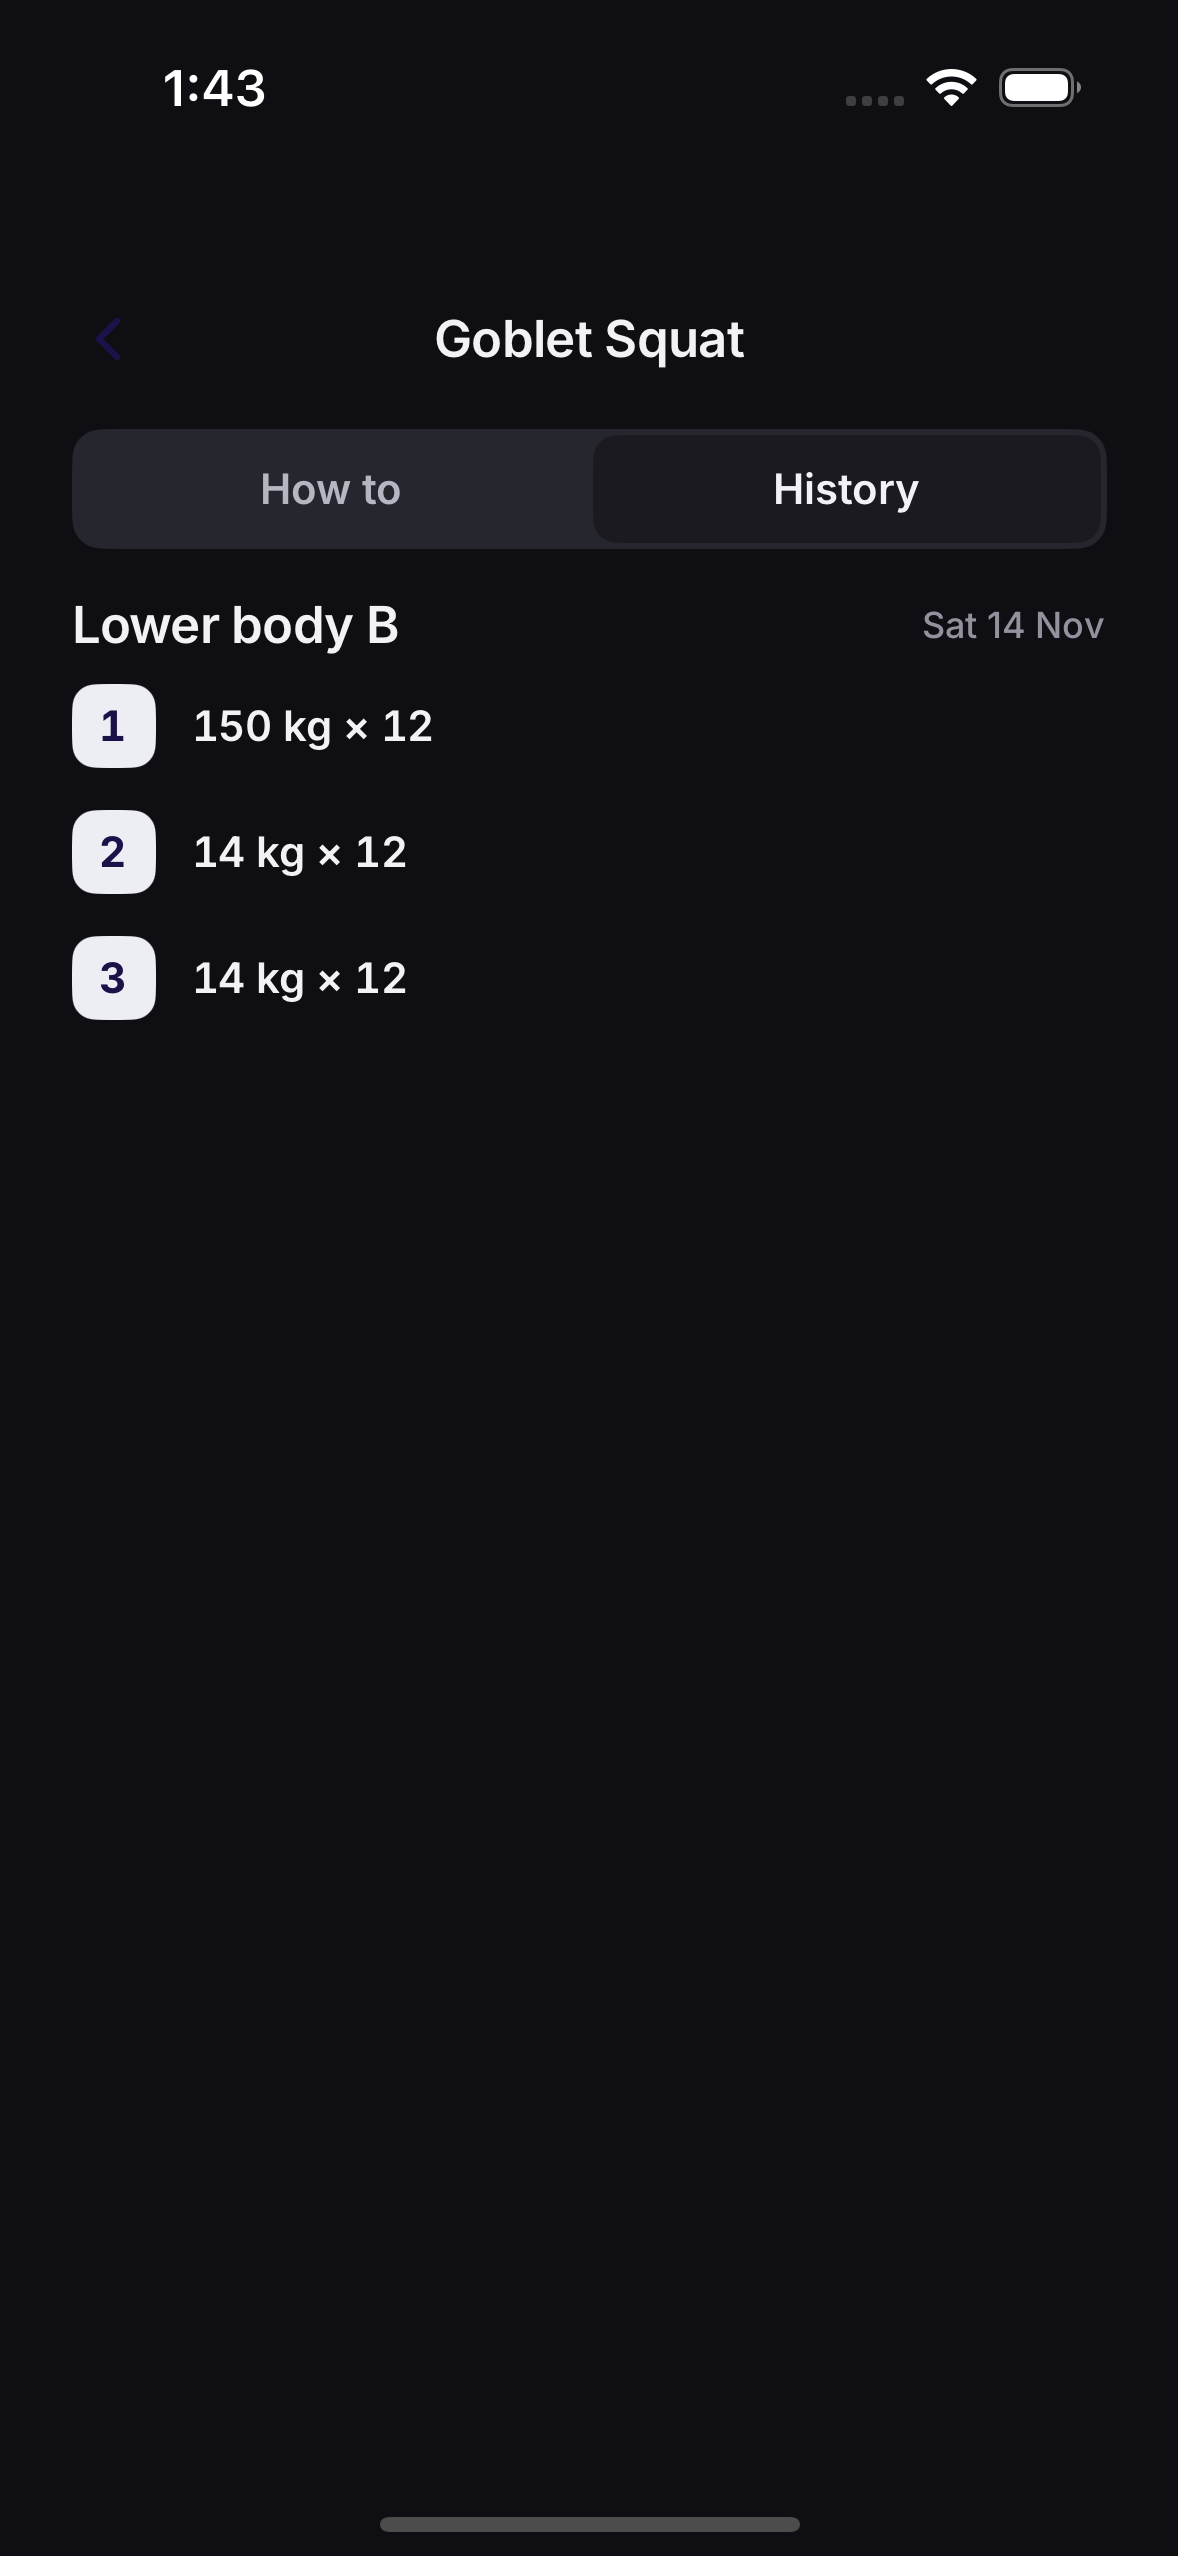 1:43
Goblet Squat
How to
History
Lower body B
Sat 14 Nov
1 150 kg × 12
2 14 kg × 12
3 14 kg × 12